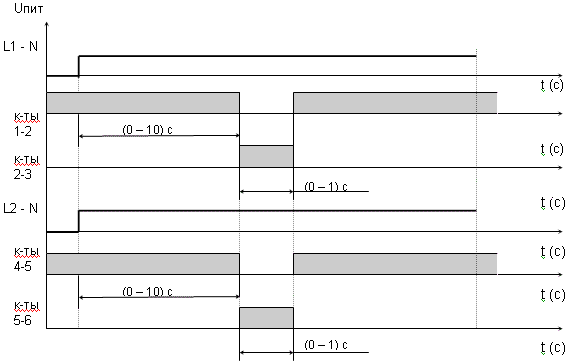 Uпит
L1 - N
t (c)
к-ты
1-2
(0 – 10) c
t (c)
к-ты
2-3
(0 – 1) c
t (c)
L2 - N
t (c)
к-ты
4-5
(0 – 10) c
t (c)
к-ты
5-6
(0 – 1) c
t (c)
t (c)